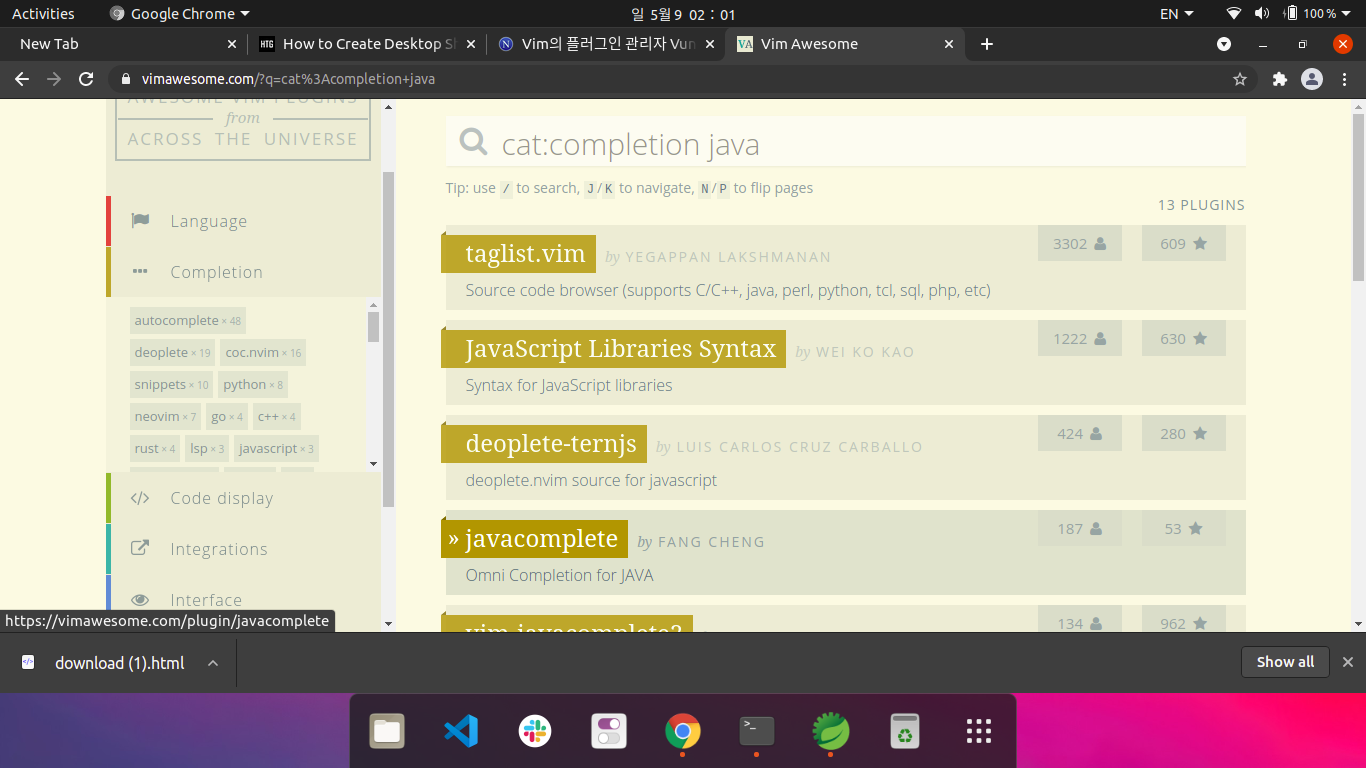 Activities Google Chrome 일 5월 9 02 : 01 EN 100 %
New Tab How to Create Desktop Sh Vim의 플러그인 관리자 Vun Vim Awesome
vimawesome.com/?q=cat%3Acompletion+java
AWESOME VIM PLUGINS
from
ACROSS THE UNIVERSE
Language
Completion
autocomplete × 48
deoplete × 19 coc.nvim × 16
snippets × 10 python × 8
neovim × 7 go × 4 c++ × 4
rust × 4 lsp × 3 javascript × 3
Code display
Integrations
Interface
cat:completion java
Tip: use / to search, J/K to navigate, N/P to flip pages
13 PLUGINS
taglist.vim by YEGAPPAN LAKSHMANAN 3302 609
Source code browser (supports C/C++, java, perl, python, tcl, sql, php, etc)
JavaScript Libraries Syntax by WEI KO KAO 1222 630
Syntax for JavaScript libraries
deoplete-ternjs by LUIS CARLOS CRUZ CARBALLO 424 280
deoplete.nvim source for javascript
» javacomplete by FANG CHENG 187 53
Omni Completion for JAVA
vim-javacomplete2 134 962
https://vimawesome.com/plugin/javacomplete
download (1).html Show all